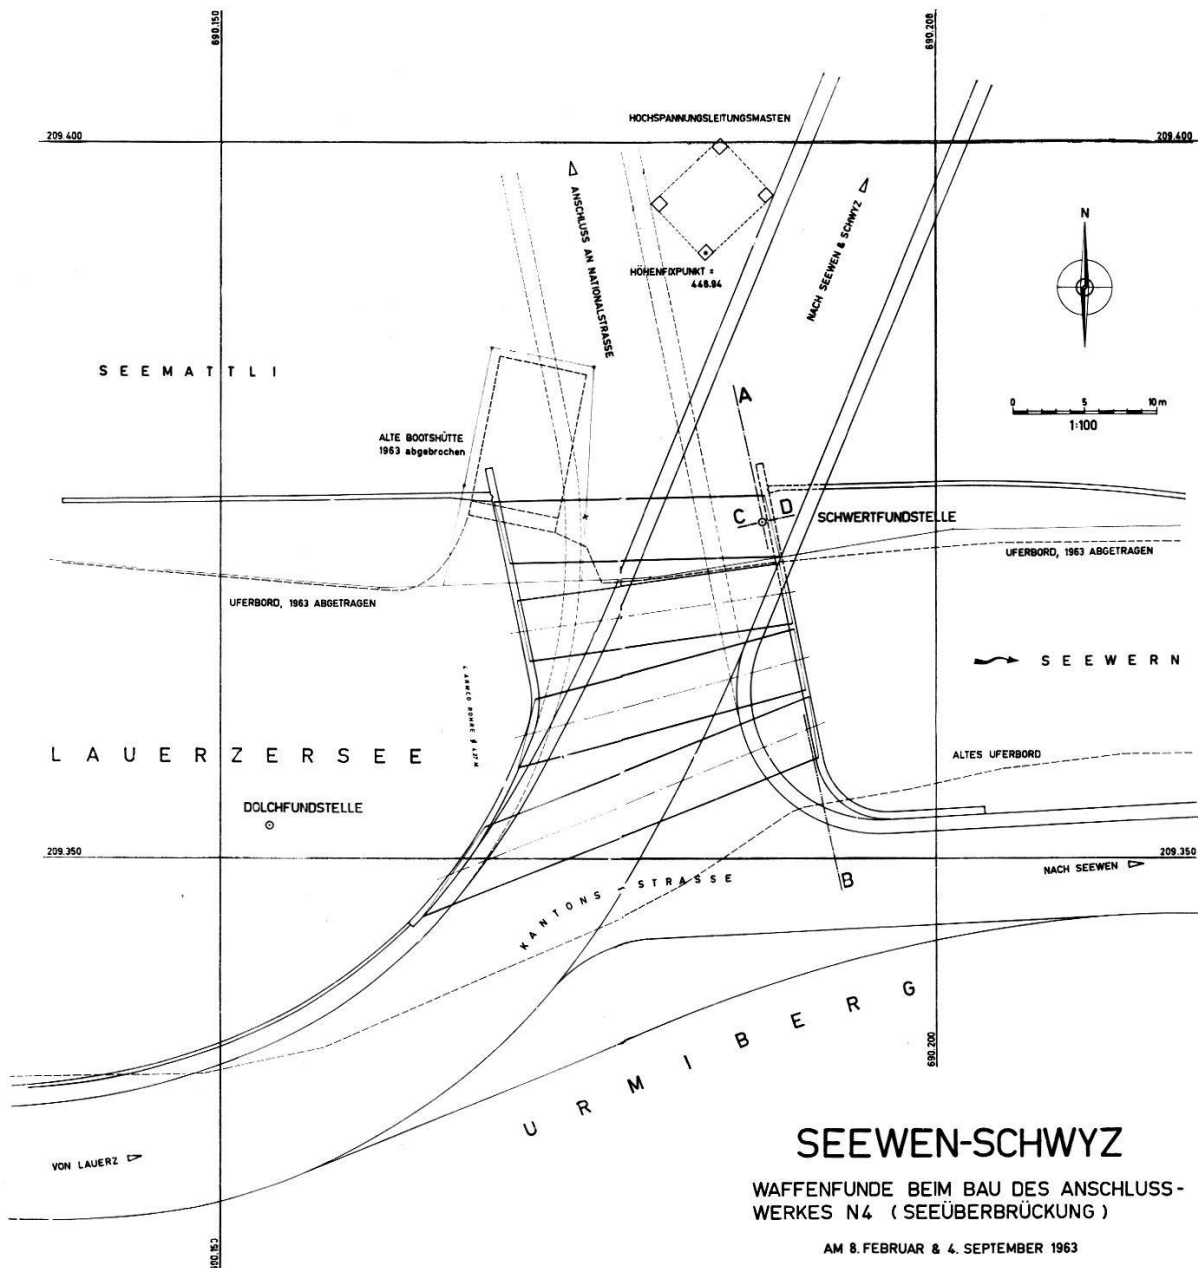 690.150
690.200
209.400
209.400
HOCHSPANNUNGSLEITUNGSMASTEN
ANSCHLUSS AN NATIONALSTRASSE
NACH SEEWEN & SCHWYZ
HÖHENFIXPUNKT =
448.94
N
SEEMATTLI
0 5 10 m
1:100
A
ALTE BOOTSHÜTTE
1963 abgebrochen
C D
SCHWERTFUNDSTELLE
UFERBORD, 1963 ABGETRAGEN
UFERBORD, 1963 ABGETRAGEN
SEEWERN
LAUERZERSEE
ALTES UFERBORD
DOLCHFUNDSTELLE
209.350
209.350
NACH SEEWEN
B
KANTONS - STRASSE
URMIBERG
690.200
VON LAUERZ
SEEWEN-SCHWYZ
WAFFENFUNDE BEIM BAU DES ANSCHLUSS-
WERKES N4 ( SEEÜBERBRÜCKUNG )
AM 8. FEBRUAR & 4. SEPTEMBER 1963